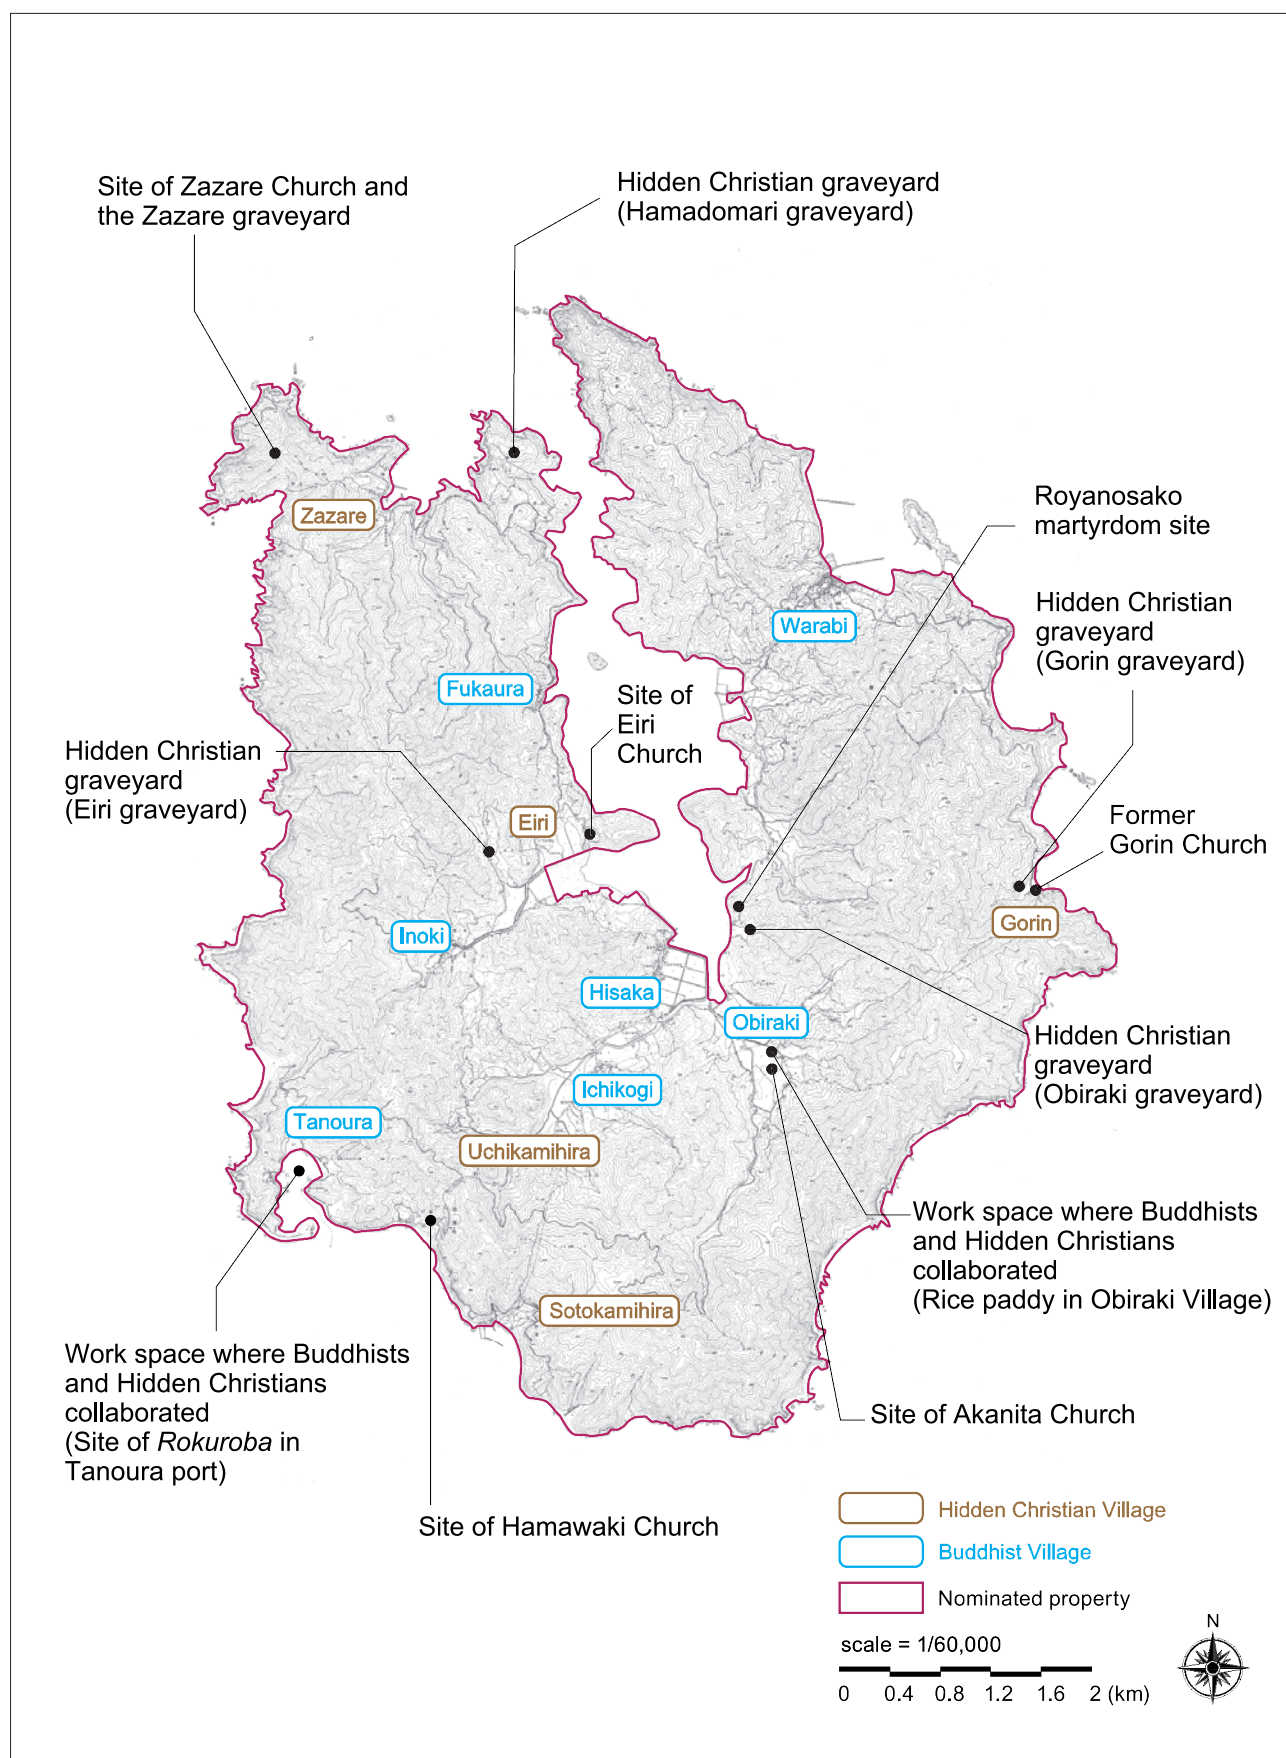 Site of Zazare Church and
the Zazare graveyard
Hidden Christian graveyard
(Hamadomari graveyard)
Royanosako
martyrdom site
Zazare
Hidden Christian
graveyard
(Gorin graveyard)
Warabi
Fukaura
Site of
Eiri
Church
Hidden Christian
graveyard
(Eiri graveyard)
Eiri
Former
Gorin Church
Gorin
Inoki
Hisaka
Obiraki
Hidden Christian
graveyard
(Obiraki graveyard)
Ichikogi
Tanoura
Uchikamihira
Work space where Buddhists
and Hidden Christians
collaborated
(Rice paddy in Obiraki Village)
Sotokamihira
Work space where Buddhists
and Hidden Christians
collaborated
(Site of Rokuroba in
Tanoura port)
Site of Akanita Church
Site of Hamawaki Church
Hidden Christian Village
Buddhist Village
Nominated property
scale = 1/60,000
0 0.4 0.8 1.2 1.6 2 (km)
N